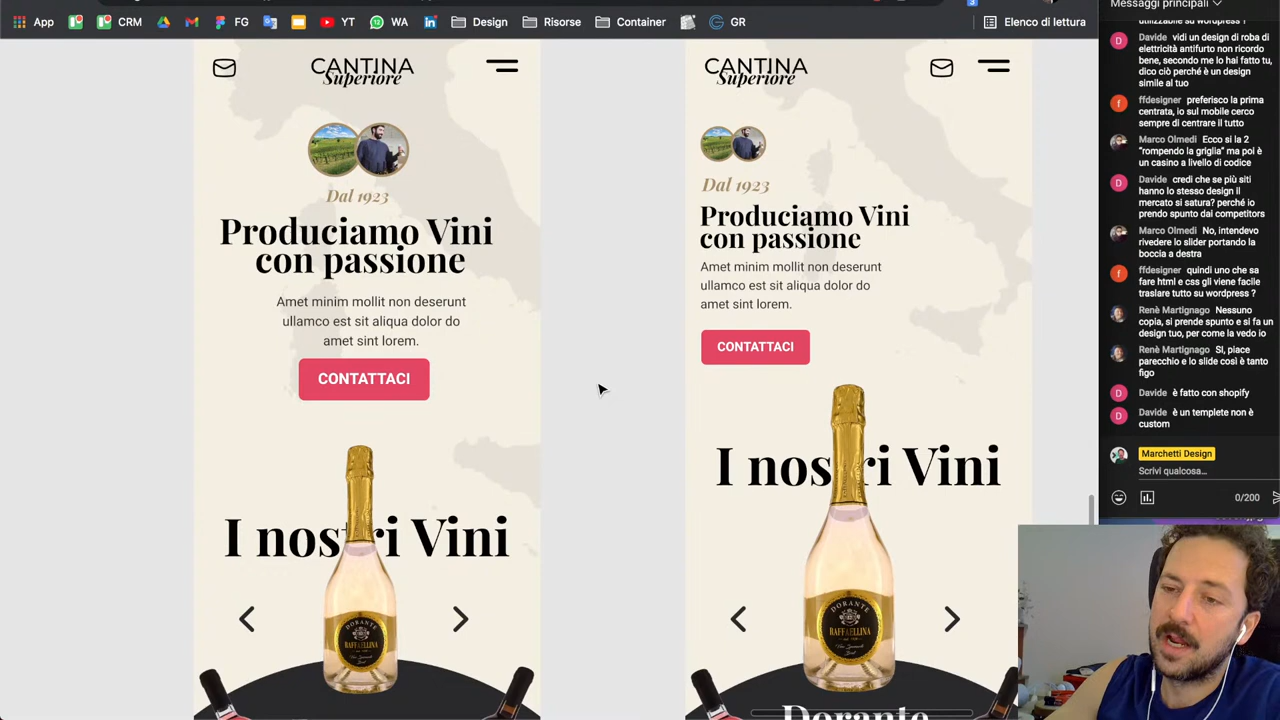 App
CRM
FG
YT
WA
Design
Risorse
Container
GR
Elenco di lettura
CANTINA
Superiore
Dal 1923
Produciamo Vini
con passione
Amet minim mollit non deserunt
ullamco est sit aliqua dolor do
amet sint lorem.
CONTATTACI
I nostri Vini
DORANTE
RAFFAELLINA
CANTINA
Superiore
Dal 1923
Produciamo Vini
con passione
Amet minim mollit non deserunt
ullamco est sit aliqua dolor do
amet sint lorem.
CONTATTACI
I nostri Vini
DORANTE
RAFFAELLINA
Dorante
Messaggi principali
utilizzabile su wordpress ?
Davide vidi un design di roba di
elettricità antifurto non ricordo
bene, secondo me lo hai fatto tu,
dico ciò perché è un design
simile al tuo
ffdesigner preferisco la prima
centrata, io sul mobile cerco
sempre di centrare il tutto
Marco Olmedi Ecco si la 2
“rompendo la griglia” ma poi è
un casino a livello di codice
Davide credi che se più siti
hanno lo stesso design il
mercato si satura? perché io
prendo spunto dai competitors
Marco Olmedi No, intendevo
rivedere lo slider portando la
boccia a destra
ffdesigner quindi uno che sa
fare html e css gli viene facile
traslare tutto su wordpress ?
Renè Martignago Nessuno
copia, si prende spunto e si fa un
design tuo, per come la vedo io
Renè Martignago SI, piace
parecchio e lo slide così è tanto
figo
Davide è fatto con shopify
Davide è un templete non è
custom
Marchetti Design
Scrivi qualcosa...
0/200